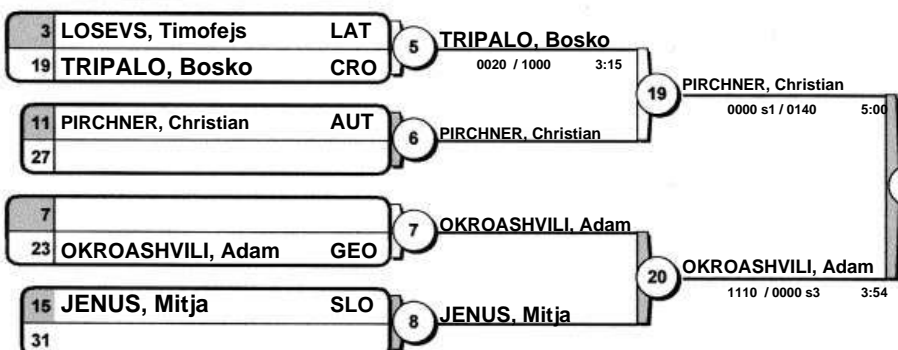 3 LOSEVS, Timofejs LAT
19 TRIPALO, Bosko CRO
5 TRIPALO, Bosko
0020 / 1000 3:15
19 PIRCHNER, Christian
0000 s1 / 0140 5:00
11 PIRCHNER, Christian AUT
27
6 PIRCHNER, Christian
7
23 OKROASHVILI, Adam GEO
7 OKROASHVILI, Adam
20 OKROASHVILI, Adam
1110 / 0000 s3 3:54
15 JENUS, Mitja SLO
31
8 JENUS, Mitja